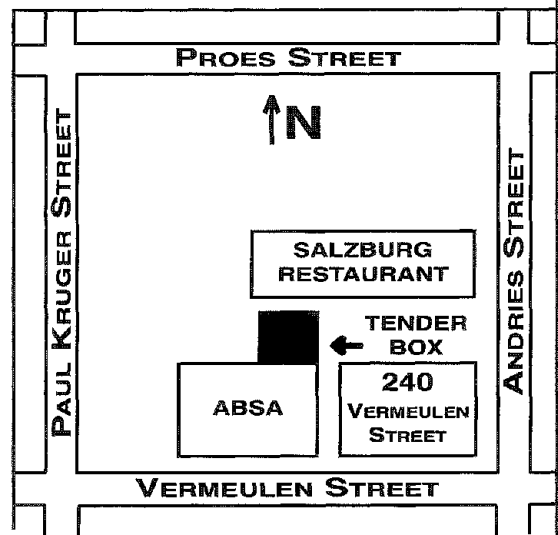 PROES STREET
N
PAUL KRUGER STREET
ANDRIES STREET
SALZBURG
RESTAURANT
TENDER
BOX
ABSA
240
VERMEULEN
STREET
VERMEULEN STREET